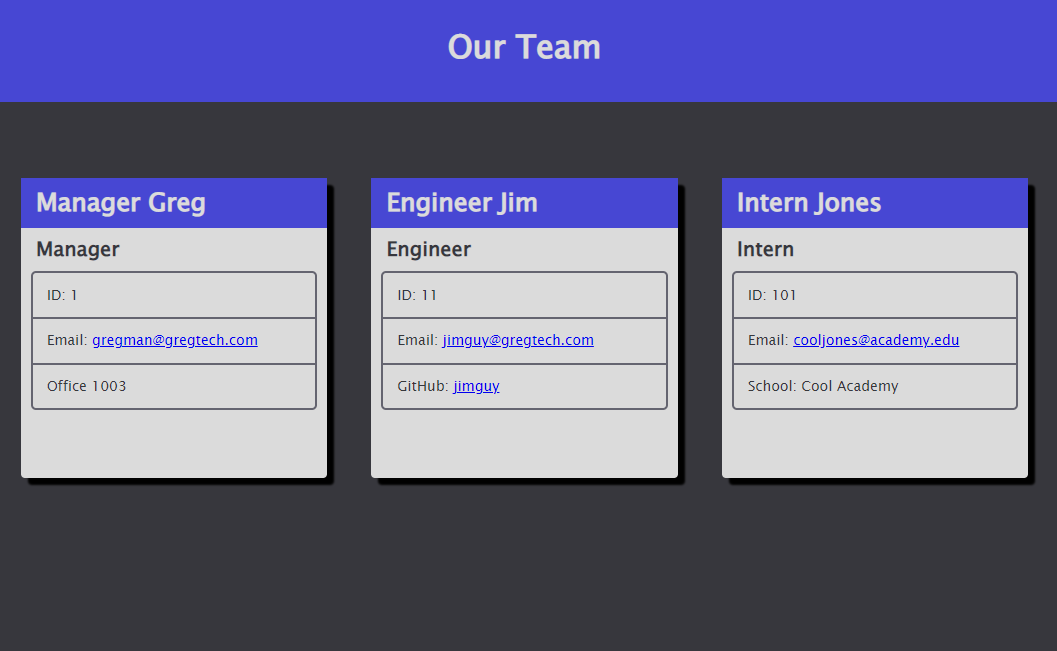 Our Team
Manager Greg
Manager
ID: 1
Email: gregman@gregtech.com
Office 1003
Engineer Jim
Engineer
ID: 11
Email: jimguy@gregtech.com
GitHub: jimguy
Intern Jones
Intern
ID: 101
Email: cooljones@academy.edu
School: Cool Academy